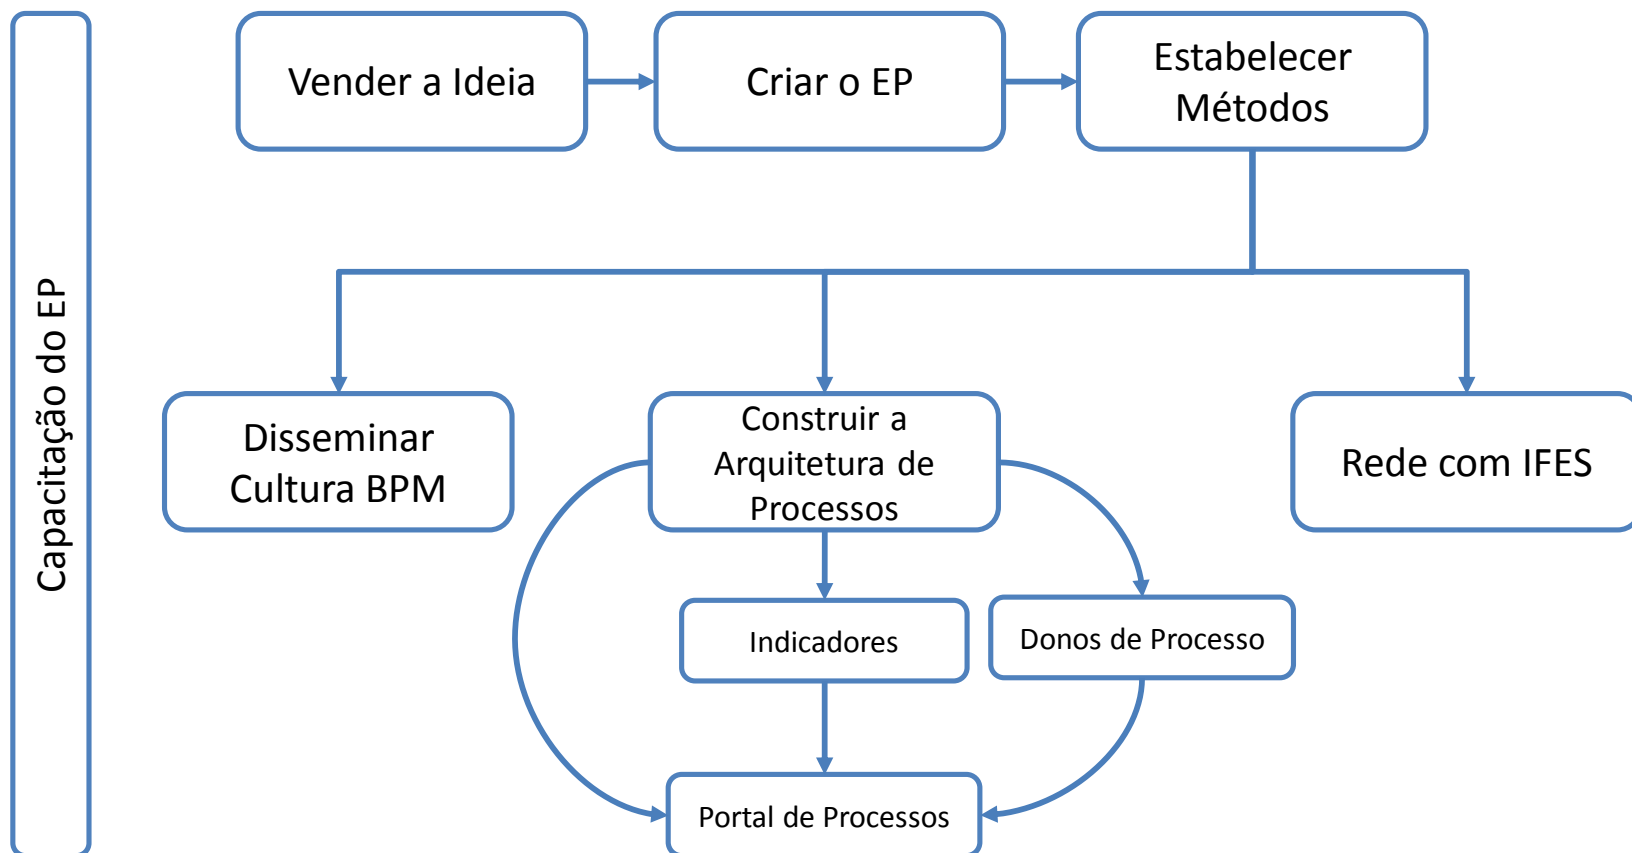 Capacitação do EP
Vender a Ideia
Criar o EP
Estabelecer
Métodos
Disseminar
Cultura BPM
Construir a
Arquitetura de
Processos
Rede com IFES
Indicadores
Donos de Processo
Portal de Processos